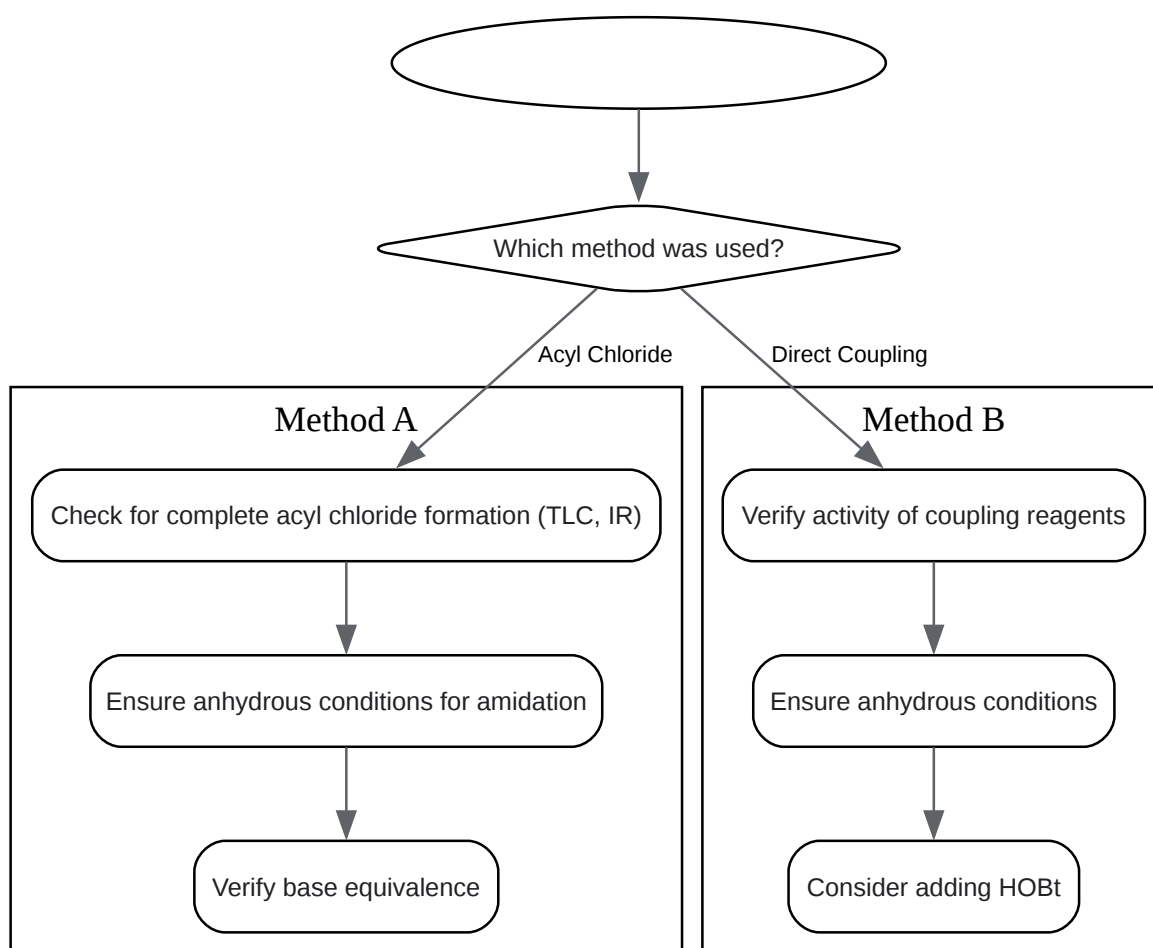 Which method was used?
Acyl Chloride
Direct Coupling
Method A
Method B
Check for complete acyl chloride formation (TLC, IR)
Verify activity of coupling reagents
Ensure anhydrous conditions for amidation
Ensure anhydrous conditions
Verify base equivalence
Consider adding HOBt